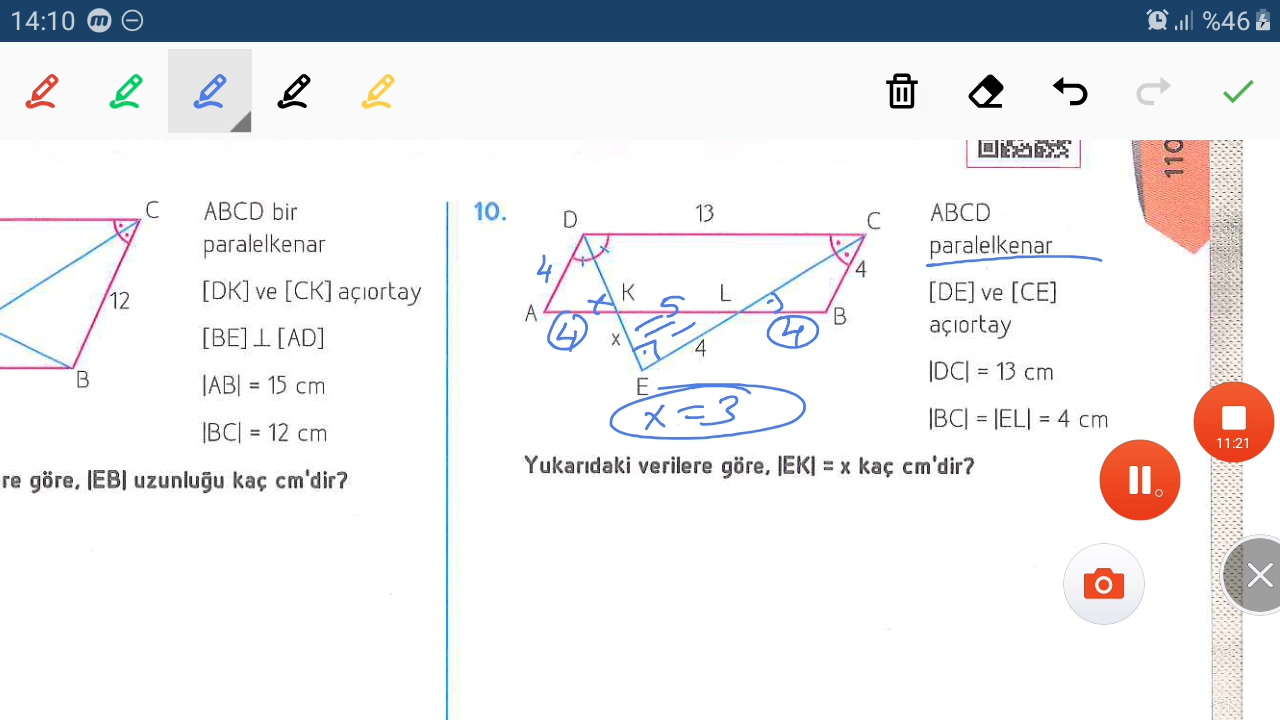 14:10 %46
110
C
ABCD bir
paralelkenar
[DK] ve [CK] açıortay
12
[BE] ⊥ [AD]
|AB| = 15 cm
B
|BC| = 12 cm
re göre, |EB| uzunluğu kaç cm'dir?
10.
D 13 C
4 4
K 5 L
A B
4 x 4 4
E
x = 3
ABCD
paralelkenar
[DE] ve [CE]
açıortay
|DC| = 13 cm
|BC| = |EL| = 4 cm
Yukarıdaki verilere göre, |EK| = x kaç cm'dir?
11:21